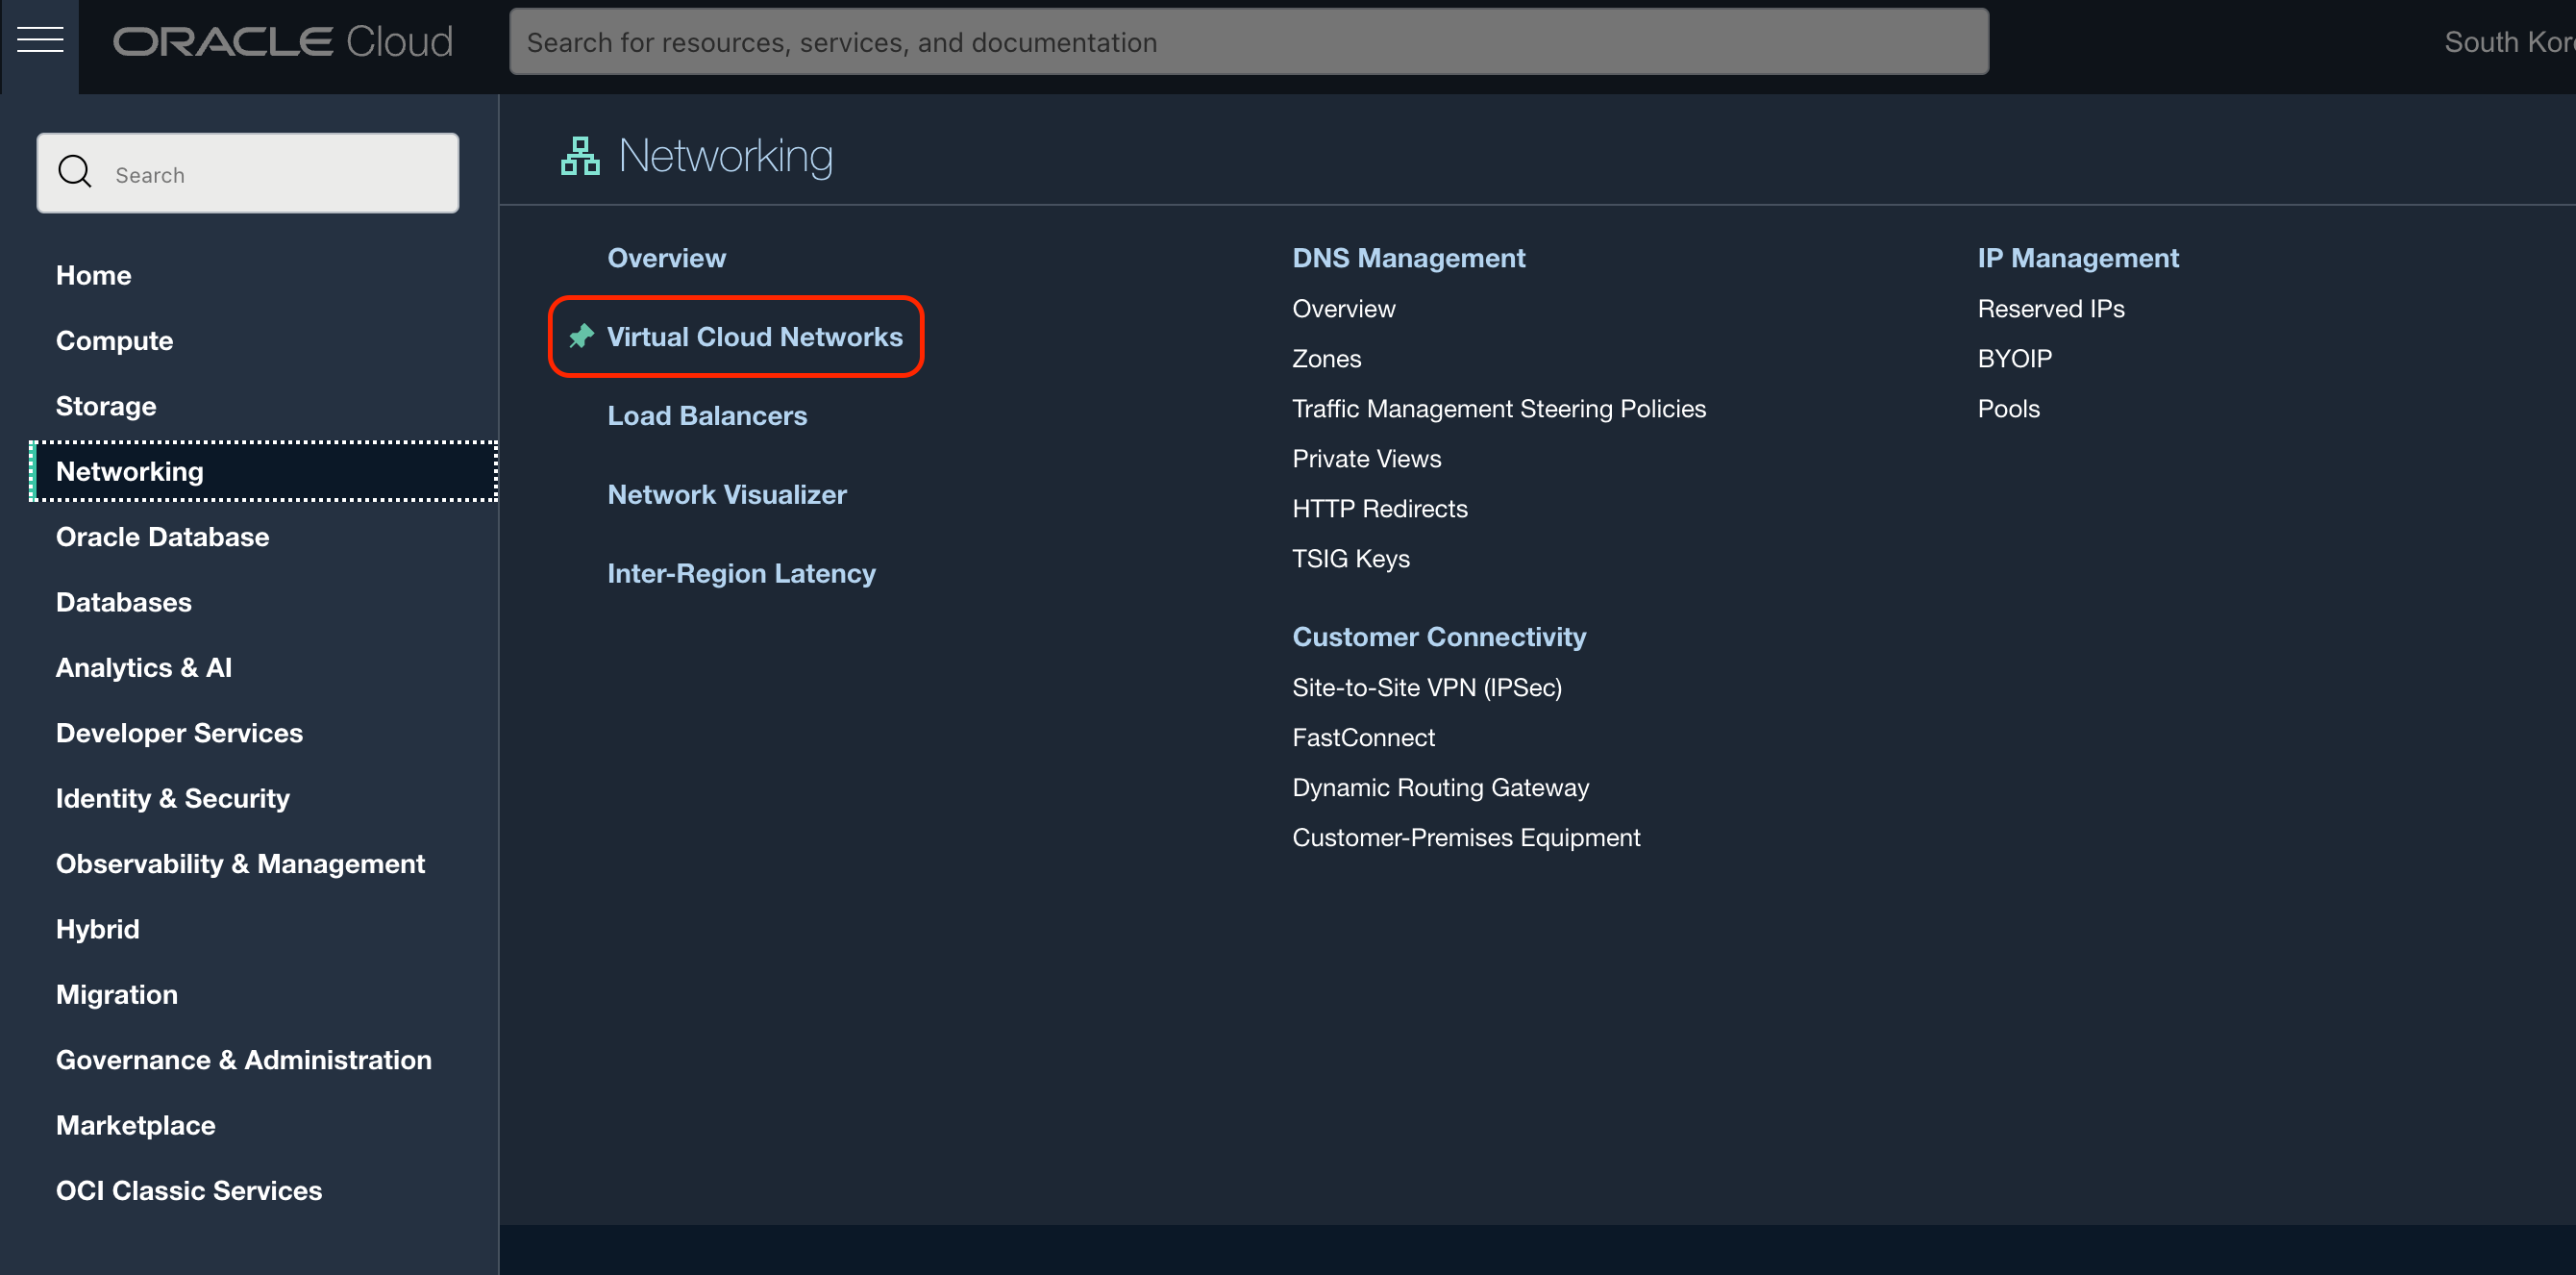 ORACLE Cloud
Search for resources, services, and documentation
South Kor
Search
Home
Compute
Storage
Networking
Oracle Database
Databases
Analytics & AI
Developer Services
Identity & Security
Observability & Management
Hybrid
Migration
Governance & Administration
Marketplace
OCI Classic Services
Networking
Overview
Virtual Cloud Networks
Load Balancers
Network Visualizer
Inter-Region Latency
DNS Management
Overview
Zones
Traffic Management Steering Policies
Private Views
HTTP Redirects
TSIG Keys
Customer Connectivity
Site-to-Site VPN (IPSec)
FastConnect
Dynamic Routing Gateway
Customer-Premises Equipment
IP Management
Reserved IPs
BYOIP
Pools